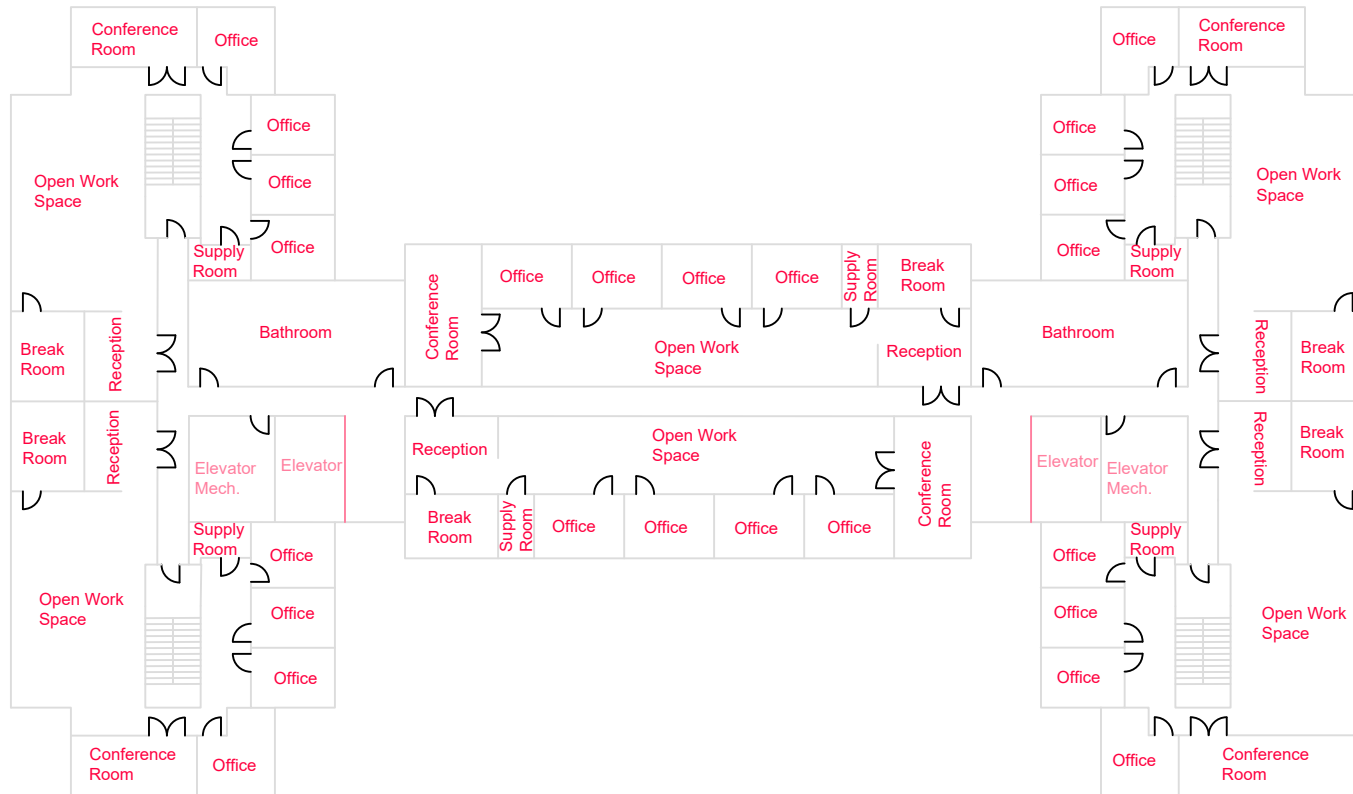 Conference
Room
Office
Office
Conference
Room
Office
Office
Open Work
Space
Office
Office
Office
Open Work
Space
Office
Supply
Room
Office
Supply
Room
Office
Office
Office
Office
Supply
Room
Break
Room
Bathroom
Conference
Room
Open Work
Space
Reception
Bathroom
Break
Room
Reception
Reception
Break
Room
Break
Room
Reception
Elevator
Mech.
Elevator
Reception
Open Work
Space
Conference
Room
Elevator
Elevator
Mech.
Reception
Break
Room
Supply
Room
Office
Break
Room
Supply
Room
Office
Office
Office
Office
Office
Supply
Room
Open Work
Space
Office
Office
Office
Office
Open Work
Space
Conference
Room
Office
Office
Conference
Room